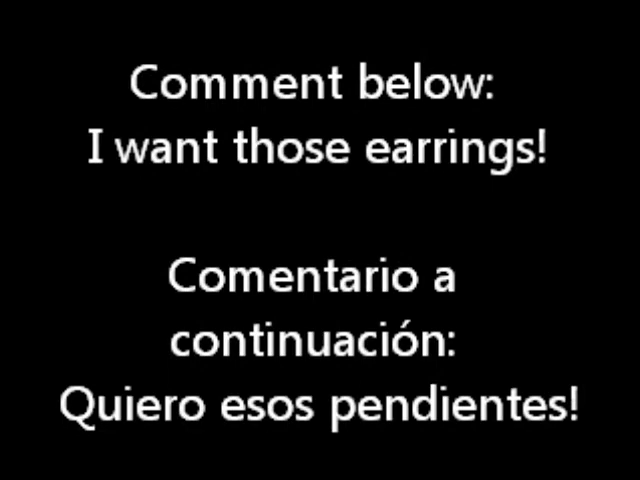 Comment below:
I want those earrings!
Comentario a
continuación:
Quiero esos pendientes!